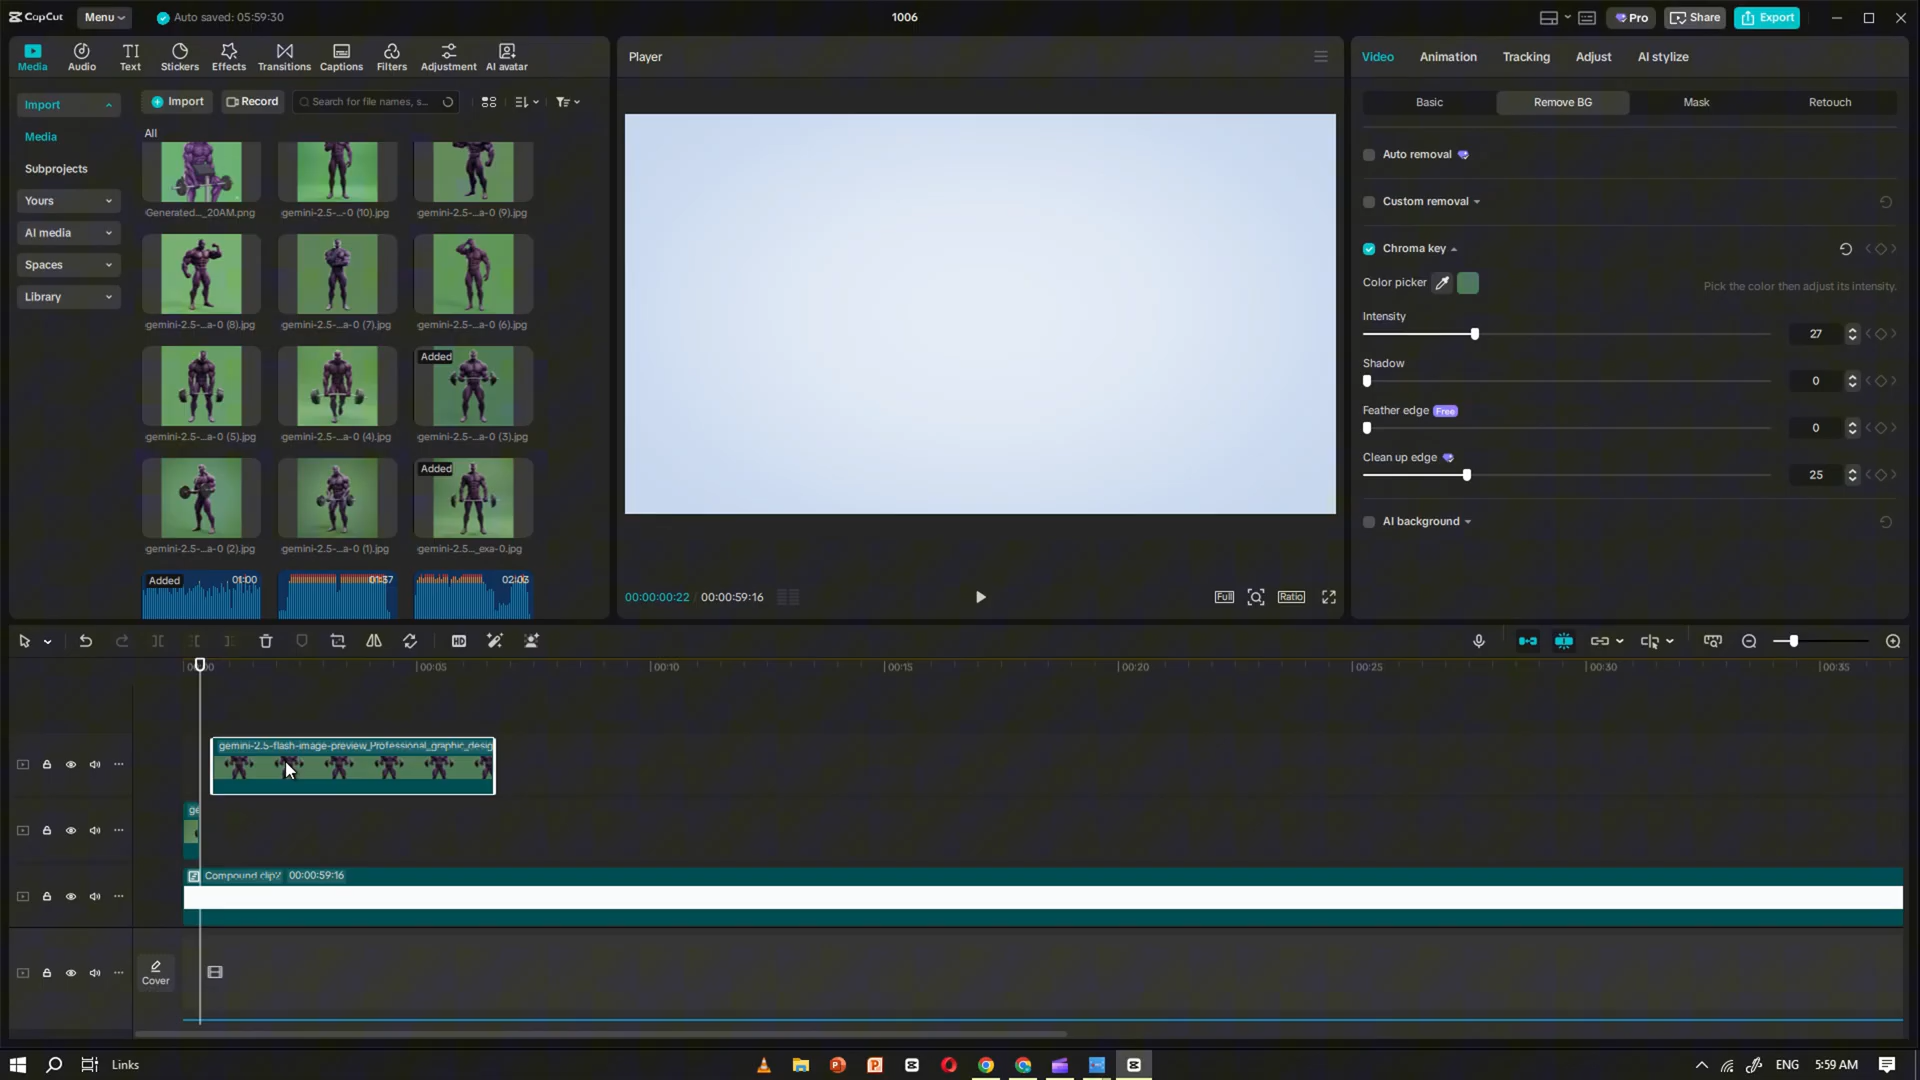 CapCut
Menu
Auto saved: 05:59:30
1006
Pro
Share
Export
Media
Audio
Text
Stickers
Effects
Transitions
Captions
Filters
Adjustment
AI avatar
Import
Media
Subprojects
Yours
AI media
Spaces
Library
Import
Record
Search for file names, s...
All
Generated..._20AM.png
gemini-2.5-...-0 (10).jpg
gemini-2.5-...a-0 (9).jpg
gemini-2.5-...a-0 (8).jpg
gemini-2.5-...a-0 (7).jpg
gemini-2.5-...a-0 (6).jpg
Added
gemini-2.5-...a-0 (5).jpg
gemini-2.5-...a-0 (4).jpg
gemini-2.5-...a-0 (3).jpg
Added
gemini-2.5-...a-0 (2).jpg
gemini-2.5-...a-0 (1).jpg
gemini-2.5..._exa-0.jpg
Added
01:00
01:37
02:03
Player
00:00:00:22 / 00:00:59:16
Full
Ratio
Video
Animation
Tracking
Adjust
AI stylize
Basic
Remove BG
Mask
Retouch
Auto removal
Custom removal
Chroma key
Color picker
Pick the color then adjust its intensity.
Intensity
27
Shadow
0
Feather edge Free
0
Clean up edge
25
AI background
HD
00:05
00:10
00:15
00:20
00:25
00:30
00:35
gemini-2.5-flash-image-preview_Professional_graphic_desig
ge
Compound clip2 00:00:59:16
Cover
Links
ENG
5:59 AM